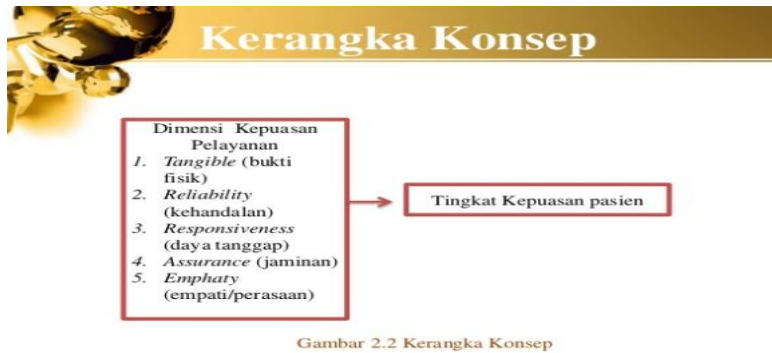 Kerangka Konsep
Dimensi Kepuasan
Pelayanan
1. Tangible (bukti
fisik)
2. Reliability
(kehandalan)
3. Responsiveness
(daya tanggap)
4. Assurance (jaminan)
5. Emphaty
(empati/perasaan)
Tingkat Kepuasan pasien
Gambar 2.2 Kerangka Konsep